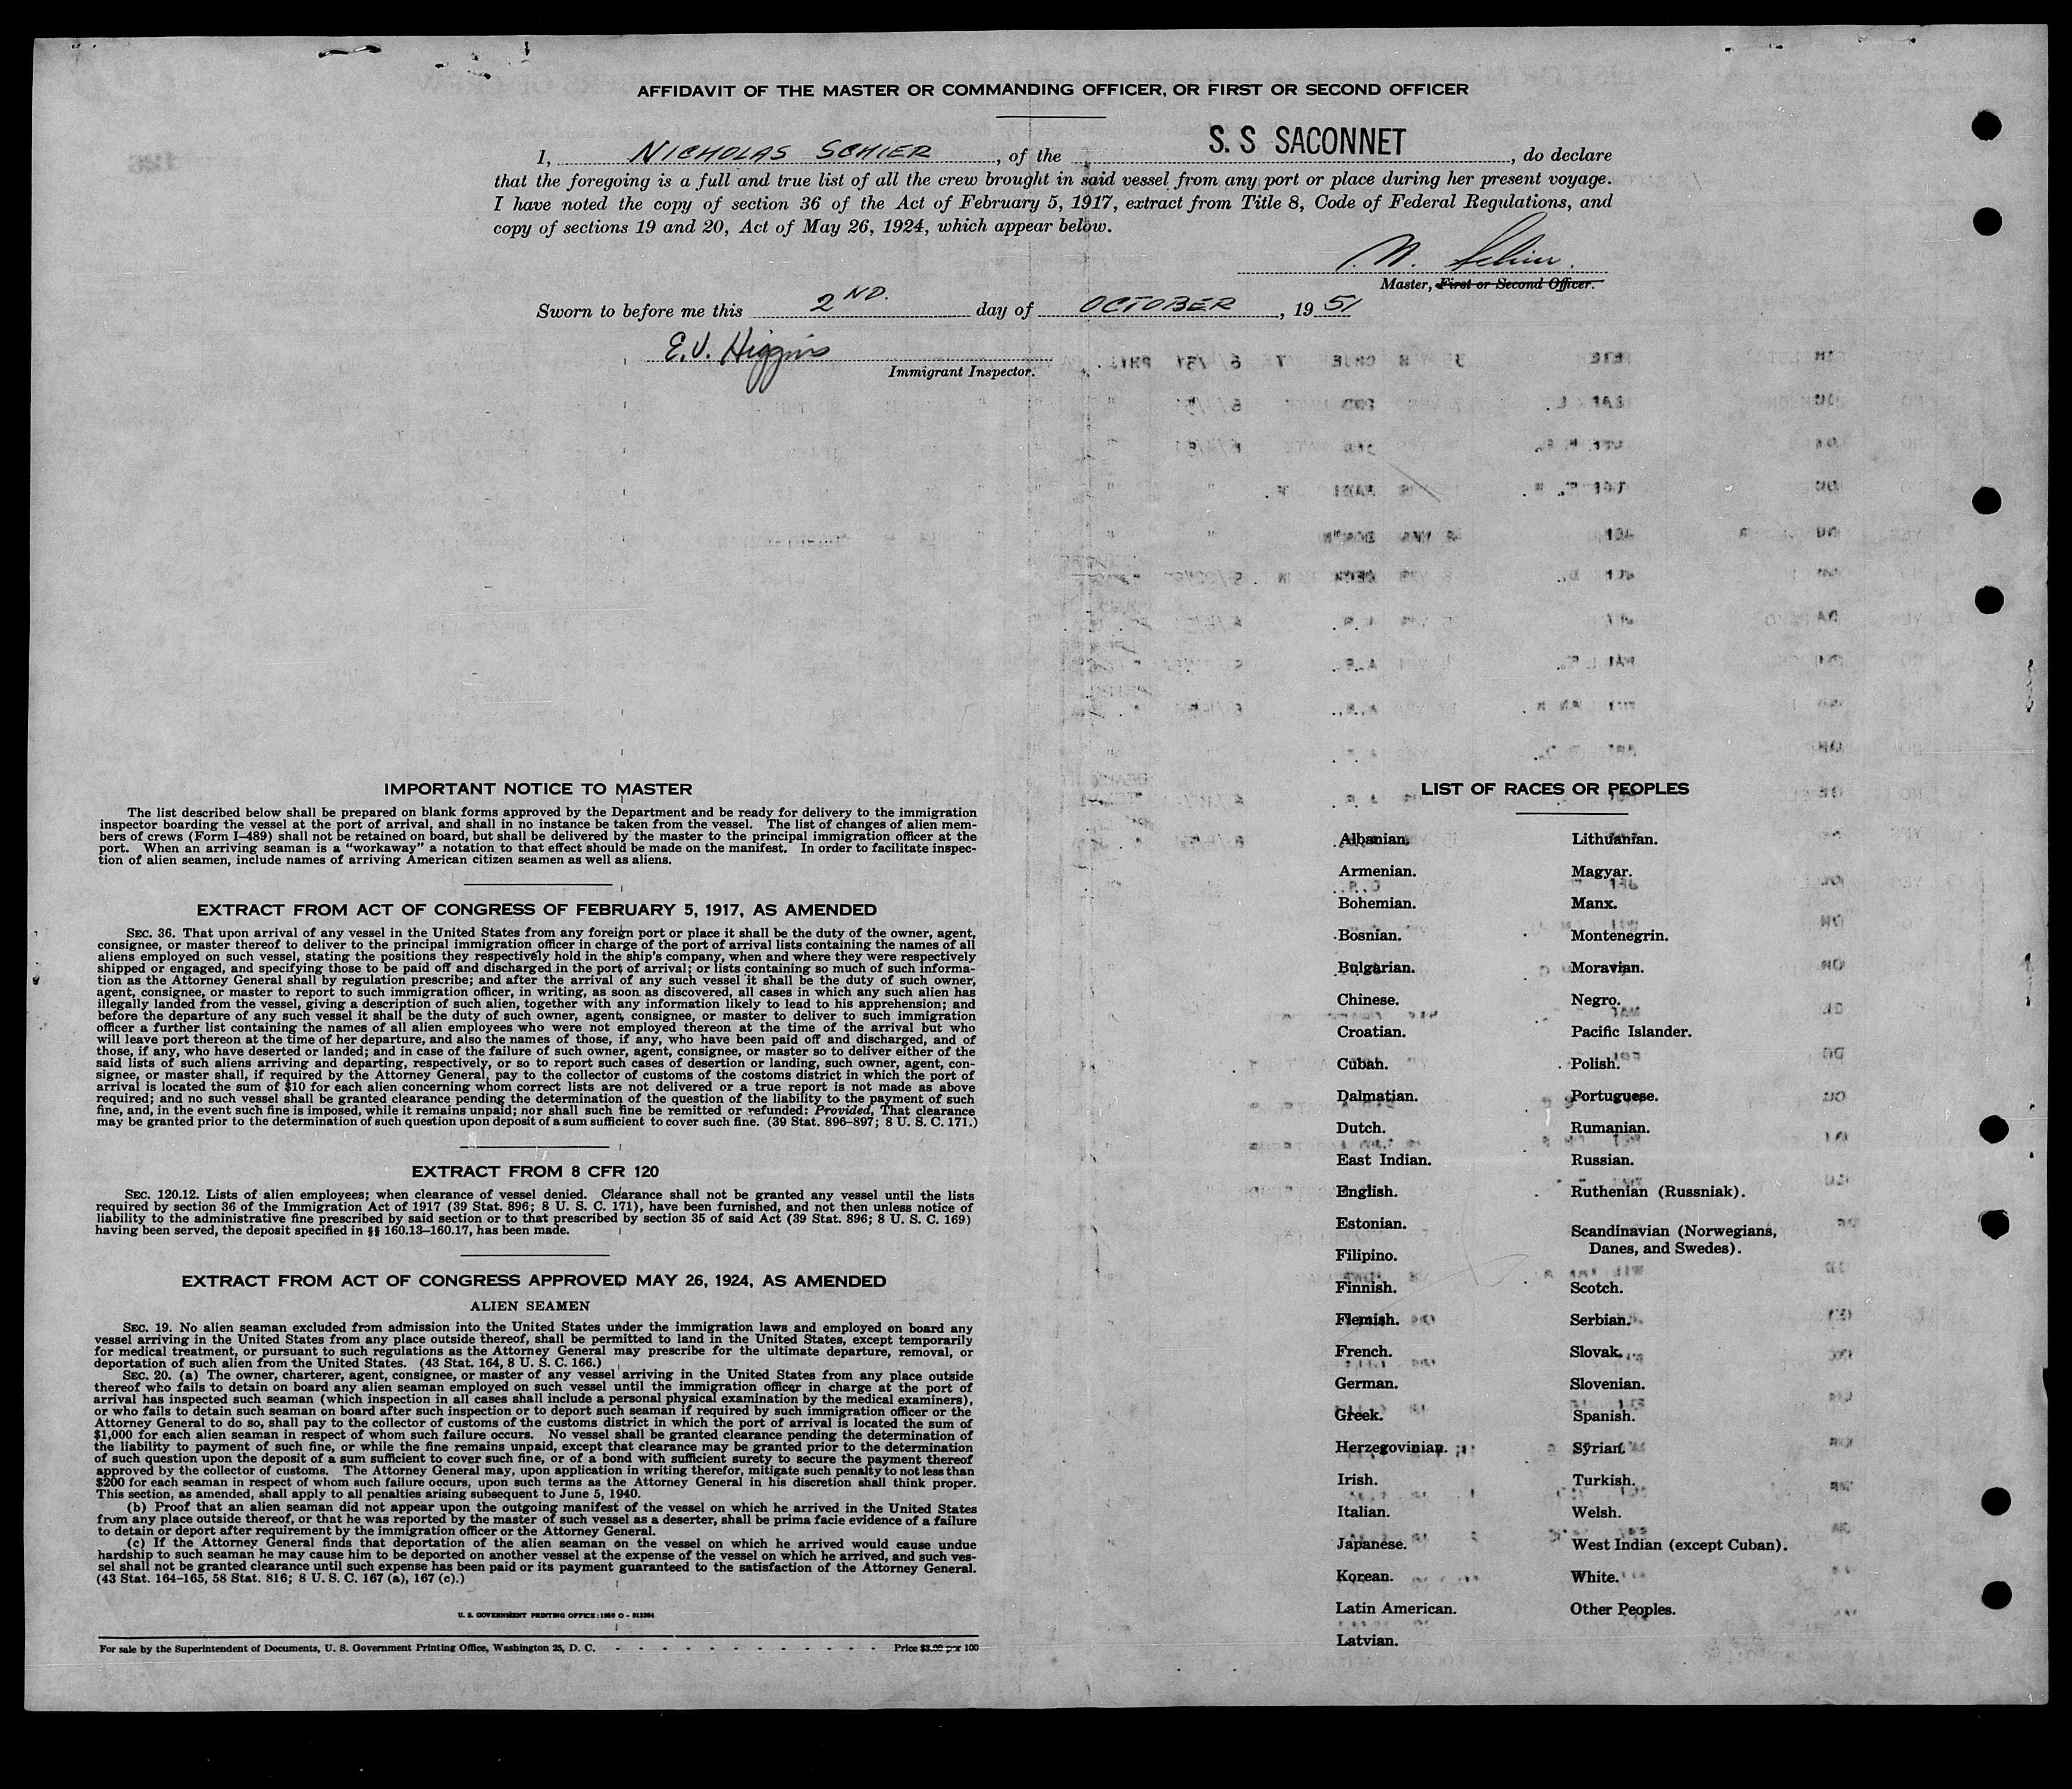 AFFIDAVIT OF THE MASTER OR COMMANDING OFFICER, OR FIRST OR SECOND OFFICER
I, NICHOLAS SCHIER, of the S. S SACONNET, do declare
that the foregoing is a full and true list of all the crew brought in said vessel from any port or place during her present voyage.
I have noted the copy of section 36 of the Act of February 5, 1917, extract from Title 8, Code of Federal Regulations, and
copy of sections 19 and 20, Act of May 26, 1924, which appear below.
N. Schier.
Master, First or Second Officer.
Sworn to before me this 2ND. day of OCTOBER, 1951
E.V. Higgins
Immigrant Inspector.
IMPORTANT NOTICE TO MASTER
The list described below shall be prepared on blank forms approved by the Department and be ready for delivery to the immigration
inspector boarding the vessel at the port of arrival, and shall in no instance be taken from the vessel. The list of changes of alien mem-
bers of crews (Form I-489) shall not be retained on board, but shall be delivered by the master to the principal immigration officer at the
port. When an arriving seaman is a "workaway" a notation to that effect should be made on the manifest. In order to facilitate inspec-
tion of alien seamen, include names of arriving American citizen seamen as well as aliens.
EXTRACT FROM ACT OF CONGRESS OF FEBRUARY 5, 1917, AS AMENDED
SEC. 36. That upon arrival of any vessel in the United States from any foreign port or place it shall be the duty of the owner, agent,
consignee, or master thereof to deliver to the principal immigration officer in charge of the port of arrival lists containing the names of all
aliens employed on such vessel, stating the positions they respectively hold in the ship's company, when and where they were respectively
shipped or engaged, and specifying those to be paid off and discharged in the port of arrival; or lists containing so much of such informa-
tion as the Attorney General shall by regulation prescribe; and after the arrival of any such vessel it shall be the duty of such owner,
agent, consignee, or master to report to such immigration officer, in writing, as soon as discovered, all cases in which any such alien has
illegally landed from the vessel, giving a description of such alien, together with any information likely to lead to his apprehension; and
before the departure of any such vessel it shall be the duty of such owner, agent, consignee, or master to deliver to such immigration
officer a further list containing the names of all alien employees who were not employed thereon at the time of the arrival but who
will leave port thereon at the time of her departure, and also the names of those, if any, who have been paid off and discharged, and of
those, if any, who have deserted or landed; and in case of the failure of such owner, agent, consignee, or master so to deliver either of the
said lists of such aliens arriving and departing, respectively, or so to report such cases of desertion or landing, such owner, agent, con-
signee, or master shall, if required by the Attorney General, pay to the collector of customs of the costoms district in which the port of
arrival is located the sum of $10 for each alien concerning whom correct lists are not delivered or a true report is not made as above
required; and no such vessel shall be granted clearance pending the determination of the question of the liability to the payment of such
fine, and, in the event such fine is imposed, while it remains unpaid; nor shall such fine be remitted or refunded: Provided, That clearance
may be granted prior to the determination of such question upon deposit of a sum sufficient to cover such fine. (39 Stat. 896-897; 8 U. S. C. 171.)
EXTRACT FROM 8 CFR 120
SEC. 120.12. Lists of alien employees; when clearance of vessel denied. Clearance shall not be granted any vessel until the lists
required by section 36 of the Immigration Act of 1917 (39 Stat. 896; 8 U. S. C. 171), have been furnished, and not then unless notice of
liability to the administrative fine prescribed by said section or to that prescribed by section 35 of said Act (39 Stat. 896; 8 U. S. C. 169)
having been served, the deposit specified in §§ 160.13-160.17, has been made.
EXTRACT FROM ACT OF CONGRESS APPROVED MAY 26, 1924, AS AMENDED
ALIEN SEAMEN
SEC. 19. No alien seaman excluded from admission into the United States under the immigration laws and employed on board any
vessel arriving in the United States from any place outside thereof, shall be permitted to land in the United States, except temporarily
for medical treatment, or pursuant to such regulations as the Attorney General may prescribe for the ultimate departure, removal, or
deportation of such alien from the United States. (43 Stat. 164, 8 U. S. C. 166.)
SEC. 20. (a) The owner, charterer, agent, consignee, or master of any vessel arriving in the United States from any place outside
thereof who fails to detain on board any alien seaman employed on such vessel until the immigration officer in charge at the port of
arrival has inspected such seaman (which inspection in all cases shall include a personal physical examination by the medical examiners),
or who fails to detain such seaman on board after such inspection or to deport such seaman if required by such immigration officer or the
Attorney General to do so, shall pay to the collector of customs of the customs district in which the port of arrival is located the sum of
$1,000 for each alien seaman in respect of whom such failure occurs. No vessel shall be granted clearance pending the determination of
the liability to payment of such fine, or while the fine remains unpaid, except that clearance may be granted prior to the determination
of such question upon the deposit of a sum sufficient to cover such fine, or of a bond with sufficient surety to secure the payment thereof
approved by the collector of customs. The Attorney General may, upon application in writing therefor, mitigate such penalty to not less than
$200 for each seaman in respect of whom such failure occurs, upon such terms as the Attorney General in his discretion shall think proper.
This section, as amended, shall apply to all penalties arising subsequent to June 5, 1940.
(b) Proof that an alien seaman did not appear upon the outgoing manifest of the vessel on which he arrived in the United States
from any place outside thereof, or that he was reported by the master of such vessel as a deserter, shall be prima facie evidence of a failure
to detain or deport after requirement by the immigration officer or the Attorney General.
(c) If the Attorney General finds that deportation of the alien seaman on the vessel on which he arrived would cause undue
hardship to such seaman he may cause him to be deported on another vessel at the expense of the vessel on which he arrived, and such ves-
sel shall not be granted clearance until such expense has been paid or its payment guaranteed to the satisfaction of the Attorney General.
(43 Stat. 164-165, 58 Stat. 816; 8 U. S. C. 167 (a), 167 (c).)
U. S. GOVERNMENT PRINTING OFFICE: 1950 O - 913364
For sale by the Superintendent of Documents, U. S. Government Printing Office, Washington 25, D. C. - - - - - - - - - - - - Price $3.00 per 100
LIST OF RACES OR PEOPLES
Albanian.
Armenian.
Bohemian.
Bosnian.
Bulgarian.
Chinese.
Croatian.
Cuban.
Dalmatian.
Dutch.
East Indian.
English.
Estonian.
Filipino.
Finnish.
Flemish.
French.
German.
Greek.
Herzegovinian.
Irish.
Italian.
Japanese.
Korean.
Latin American.
Latvian.
Lithuanian.
Magyar.
Manx.
Montenegrin.
Moravian.
Negro.
Pacific Islander.
Polish.
Portuguese.
Rumanian.
Russian.
Ruthenian (Russniak).
Scandinavian (Norwegians,
Danes, and Swedes).
Scotch.
Serbian.
Slovak.
Slovenian.
Spanish.
Syrian.
Turkish.
Welsh.
West Indian (except Cuban).
White.
Other Peoples.